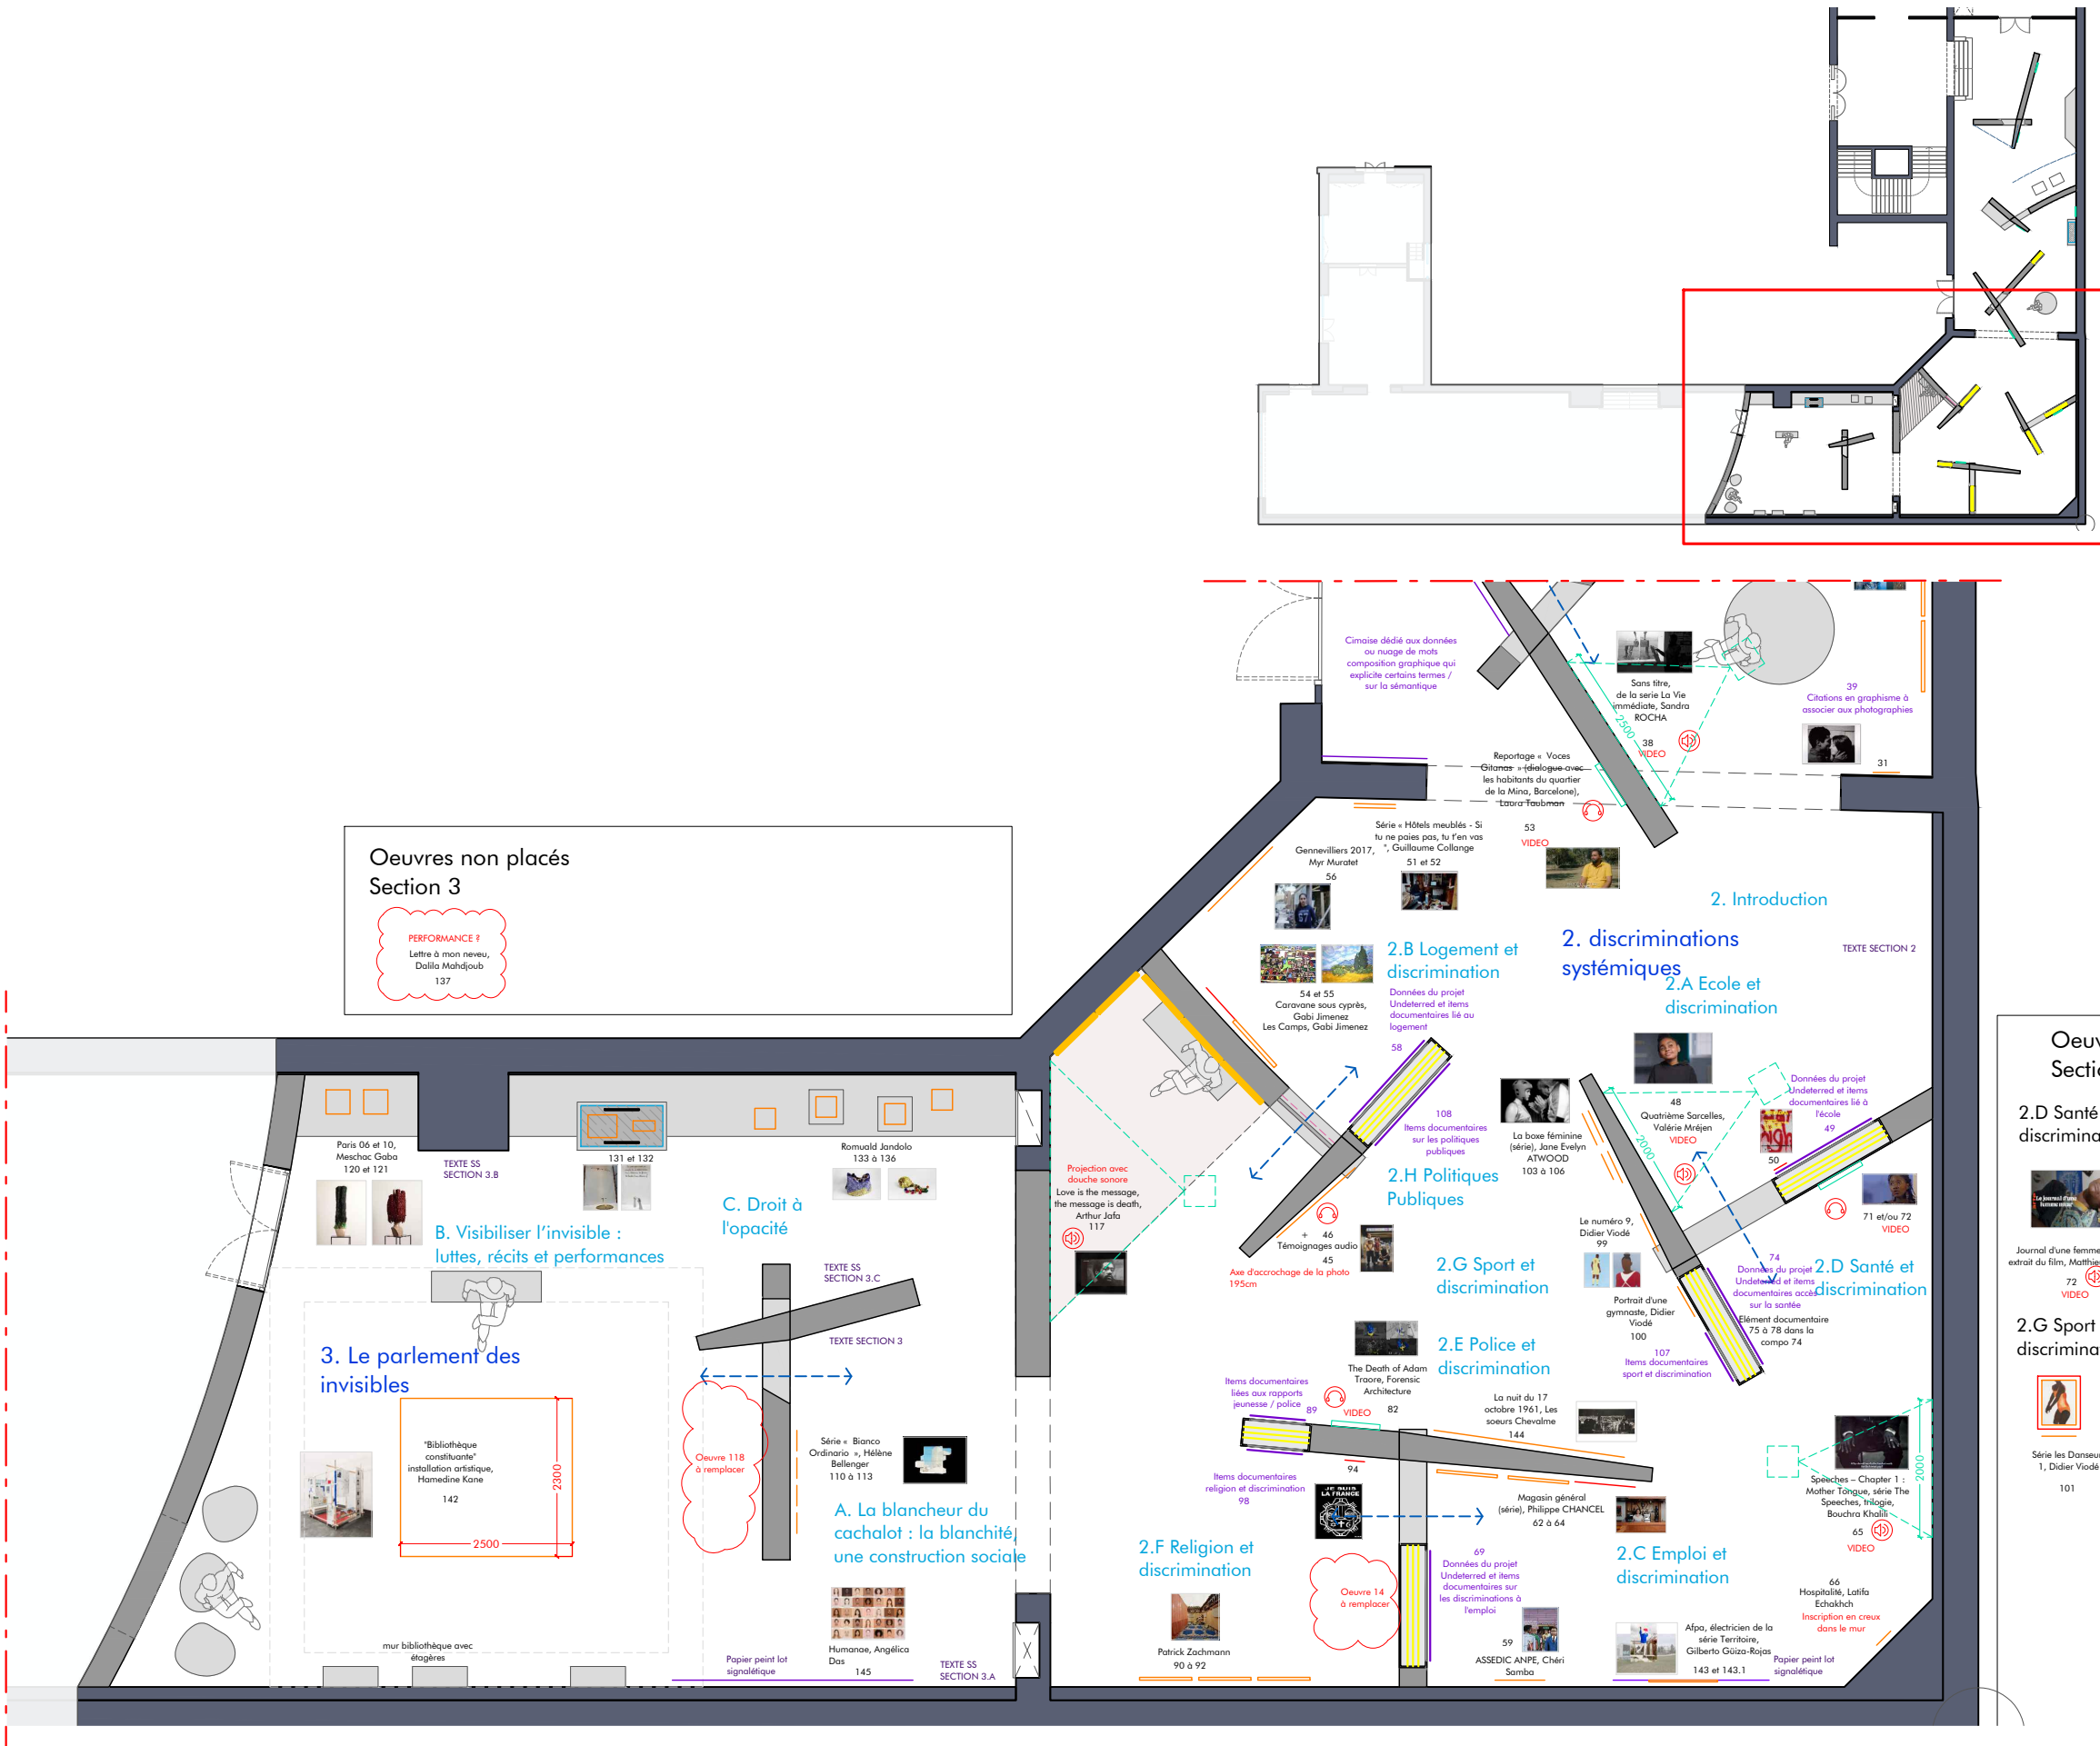 Cimaise dédié aux données
ou nuage de mots
composition graphique qui
explicite certains termes /
sur la sémantique
Sans titre,
de la serie La Vie
immédiate, Sandra
ROCHA
2500
38
VIDEO
39
Citations en graphisme à
associer aux photographies
31
Reportage « Voces
Gitanas » (dialogue avec
les habitants du quartier
de la Mina, Barcelone),
Laura Taubman
53
VIDEO
Série « Hôtels meublés - Si
tu ne paies pas, tu t'en vas
", Guillaume Collange
51 et 52
Gennevilliers 2017,
Myr Muratet
56
Oeuvres non placés
Section 3
PERFORMANCE ?
Lettre à mon neveu,
Dalila Mahdjoub
137
2. Introduction
2. discriminations
systémiques
TEXTE SECTION 2
2.B Logement et
discrimination
54 et 55
Caravane sous cyprès,
Gabi Jimenez
Les Camps, Gabi Jimenez
Données du projet
Undeterred et items
documentaires lié au
logement
58
2.A Ecole et
discrimination
48
Quatrième Sarcelles,
Valérie Mréjen
VIDEO
2000
Données du projet
Undeterred et items
documentaires lié à
l'école
49
50
71 et/ou 72
VIDEO
108
Items documentaires
sur les politiques
publiques
2.H Politiques
Publiques
La boxe féminine
(série), Jane Evelyn
ATWOOD
103 à 106
Le numéro 9,
Didier Viodé
99
Portrait d'une
gymnaste, Didier
Viodé
100
74
Données du projet
Undeterred et items
documentaires accès
sur la santée
Elément documentaire
75 à 78 dans la
compo 74
2.D Santé et
discrimination
107
Items documentaires
sport et discrimination
Oeuv
Sectio
2.D Santé
discrimina
Le journal d'une
femme seule
Journal d'une femme
extrait du film, Matthie
72
VIDEO
2.G Sport
discrimina
Série les Danseur
1, Didier Viodé
101
Paris 06 et 10,
Meschac Gaba
120 et 121
TEXTE SS
SECTION 3.B
131 et 132
Romuald Jandolo
133 à 136
B. Visibiliser l'invisible :
luttes, récits et performances
C. Droit à
l'opacité
TEXTE SS
SECTION 3.C
TEXTE SECTION 3
Projection avec
douche sonore
Love is the message,
the message is death,
Arthur Jafa
117
+ 46
Témoignages audio
45
Axe d'accrochage de la photo
195cm
2.G Sport et
discrimination
2.E Police et
discrimination
The Death of Adam
Traore, Forensic
Architecture
VIDEO
82
Items documentaires
liées aux rapports
jeunesse / police
89
La nuit du 17
octobre 1961, Les
soeurs Chevalme
144
94
Items documentaires
religion et discrimination
98
JE SUIS
LA FRANCE
Magasin général
(série), Philippe CHANCEL
62 à 64
Speeches – Chapter 1 :
Mother Tongue, série The
Speeches, trilogie,
Bouchra Khalili
65
VIDEO
2000
3. Le parlement des
invisibles
"Bibliothèque
constituante"
installation artistique,
Hamedine Kane
142
2300
2500
Oeuvre 118
à remplacer
Série « Bianco
Ordinario », Hélène
Bellenger
110 à 113
A. La blancheur du
cachalot : la blanchité,
une construction sociale
Humanae, Angélica
Das
145
TEXTE SS
SECTION 3.A
Papier peint lot
signalétique
mur bibliothèque avec
étagères
2.F Religion et
discrimination
Patrick Zachmann
90 à 92
Oeuvre 14
à remplacer
69
Données du projet
Undeterred et items
documentaires sur
les discriminations à
l'emploi
59
ASSEDIC ANPE, Chéri
Samba
2.C Emploi et
discrimination
Afpa, électricien de la
série Territoire,
Gilberto Güiza-Rojas
143 et 143.1
Papier peint lot
signalétique
66
Hospitalité, Latifa
Echakhch
Inscription en creux
dans le mur